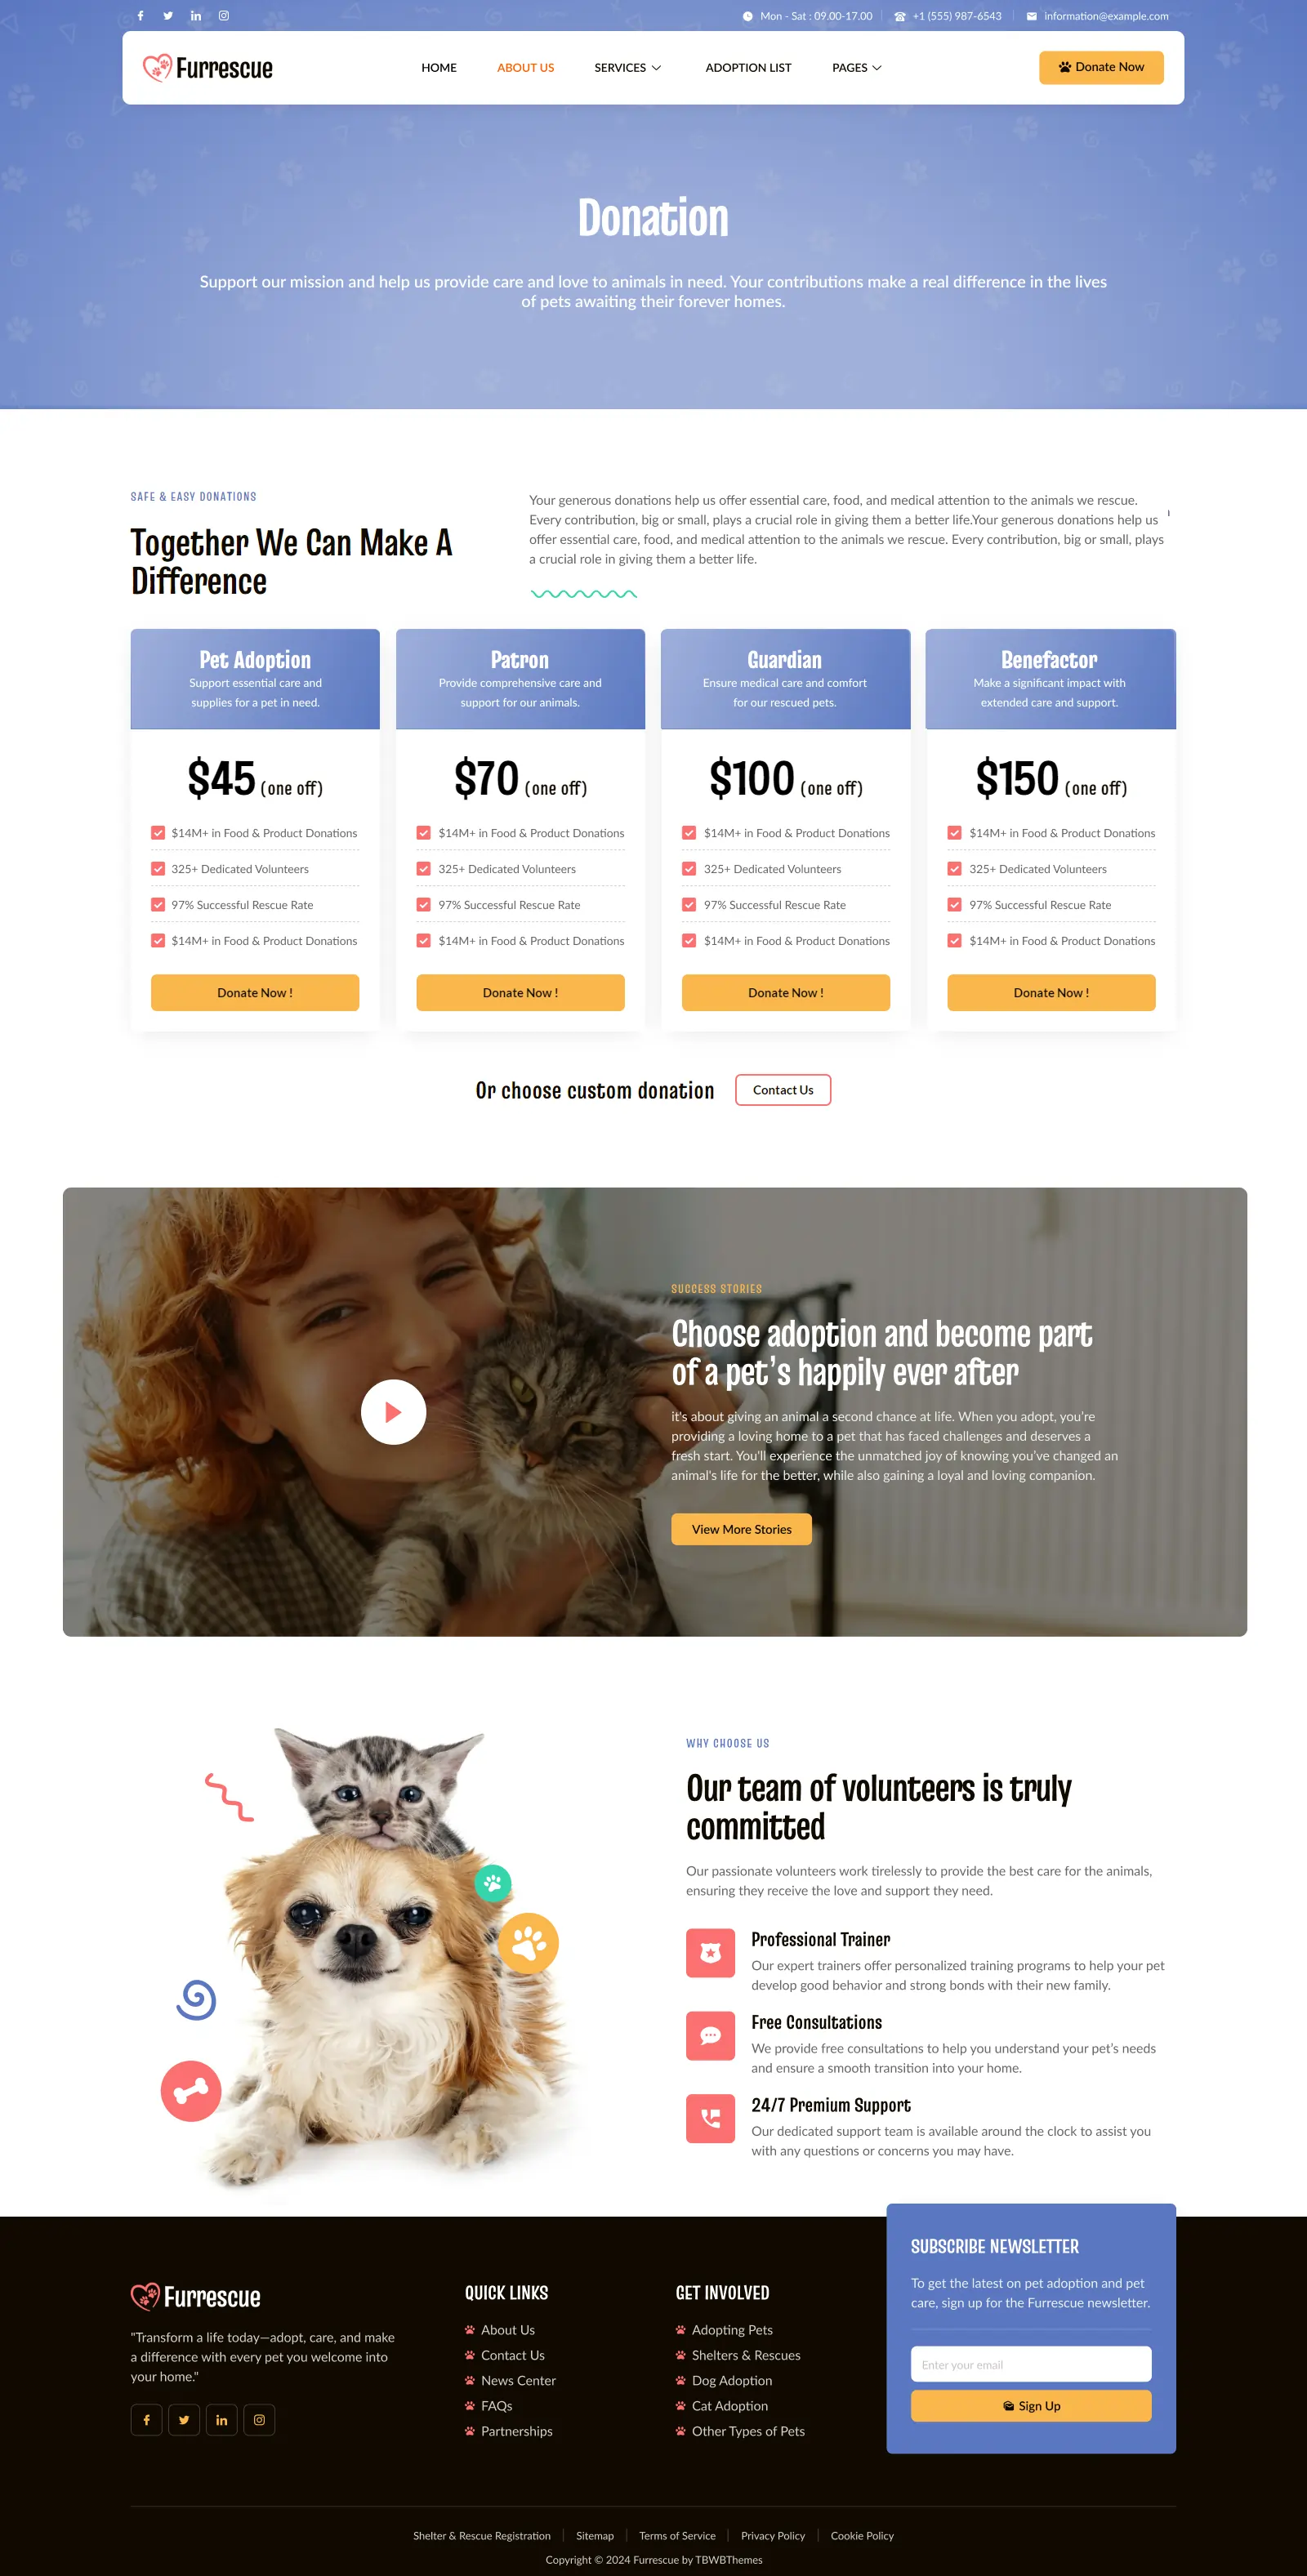 Mon - Sat : 09.00-17.00
+1 (555) 987-6543
information@example.com
Furrescue
HOME
ABOUT US
SERVICES
ADOPTION LIST
PAGES
Donate Now
Donation
Support our mission and help us provide care and love to animals in need. Your contributions make a real difference in the lives
of pets awaiting their forever homes.
SAFE & EASY DONATIONS
Together We Can Make A
Difference
Your generous donations help us offer essential care, food, and medical attention to the animals we rescue.
Every contribution, big or small, plays a crucial role in giving them a better life.Your generous donations help us
offer essential care, food, and medical attention to the animals we rescue. Every contribution, big or small, plays
a crucial role in giving them a better life.
Pet Adoption
Support essential care and
supplies for a pet in need.
$45 (one off)
$14M+ in Food & Product Donations
325+ Dedicated Volunteers
97% Successful Rescue Rate
$14M+ in Food & Product Donations
Donate Now !
Patron
Provide comprehensive care and
support for our animals.
$70 (one off)
$14M+ in Food & Product Donations
325+ Dedicated Volunteers
97% Successful Rescue Rate
$14M+ in Food & Product Donations
Donate Now !
Guardian
Ensure medical care and comfort
for our rescued pets.
$100 (one off)
$14M+ in Food & Product Donations
325+ Dedicated Volunteers
97% Successful Rescue Rate
$14M+ in Food & Product Donations
Donate Now !
Benefactor
Make a significant impact with
extended care and support.
$150 (one off)
$14M+ in Food & Product Donations
325+ Dedicated Volunteers
97% Successful Rescue Rate
$14M+ in Food & Product Donations
Donate Now !
Or choose custom donation
Contact Us
SUCCESS STORIES
Choose adoption and become part
of a pet's happily ever after
it's about giving an animal a second chance at life. When you adopt, you're
providing a loving home to a pet that has faced challenges and deserves a
fresh start. You'll experience the unmatched joy of knowing you've changed an
animal's life for the better, while also gaining a loyal and loving companion.
View More Stories
WHY CHOOSE US
Our team of volunteers is truly
committed
Our passionate volunteers work tirelessly to provide the best care for the animals,
ensuring they receive the love and support they need.
Professional Trainer
Our expert trainers offer personalized training programs to help your pet
develop good behavior and strong bonds with their new family.
Free Consultations
We provide free consultations to help you understand your pet's needs
and ensure a smooth transition into your home.
24/7 Premium Support
Our dedicated support team is available around the clock to assist you
with any questions or concerns you may have.
Furrescue
"Transform a life today—adopt, care, and make
a difference with every pet you welcome into
your home."
QUICK LINKS
About Us
Contact Us
News Center
FAQs
Partnerships
GET INVOLVED
Adopting Pets
Shelters & Rescues
Dog Adoption
Cat Adoption
Other Types of Pets
SUBSCRIBE NEWSLETTER
To get the latest on pet adoption and pet
care, sign up for the Furrescue newsletter.
Enter your email
Sign Up
Shelter & Rescue Registration
Sitemap
Terms of Service
Privacy Policy
Cookie Policy
Copyright © 2024 Furrescue by TBWBThemes